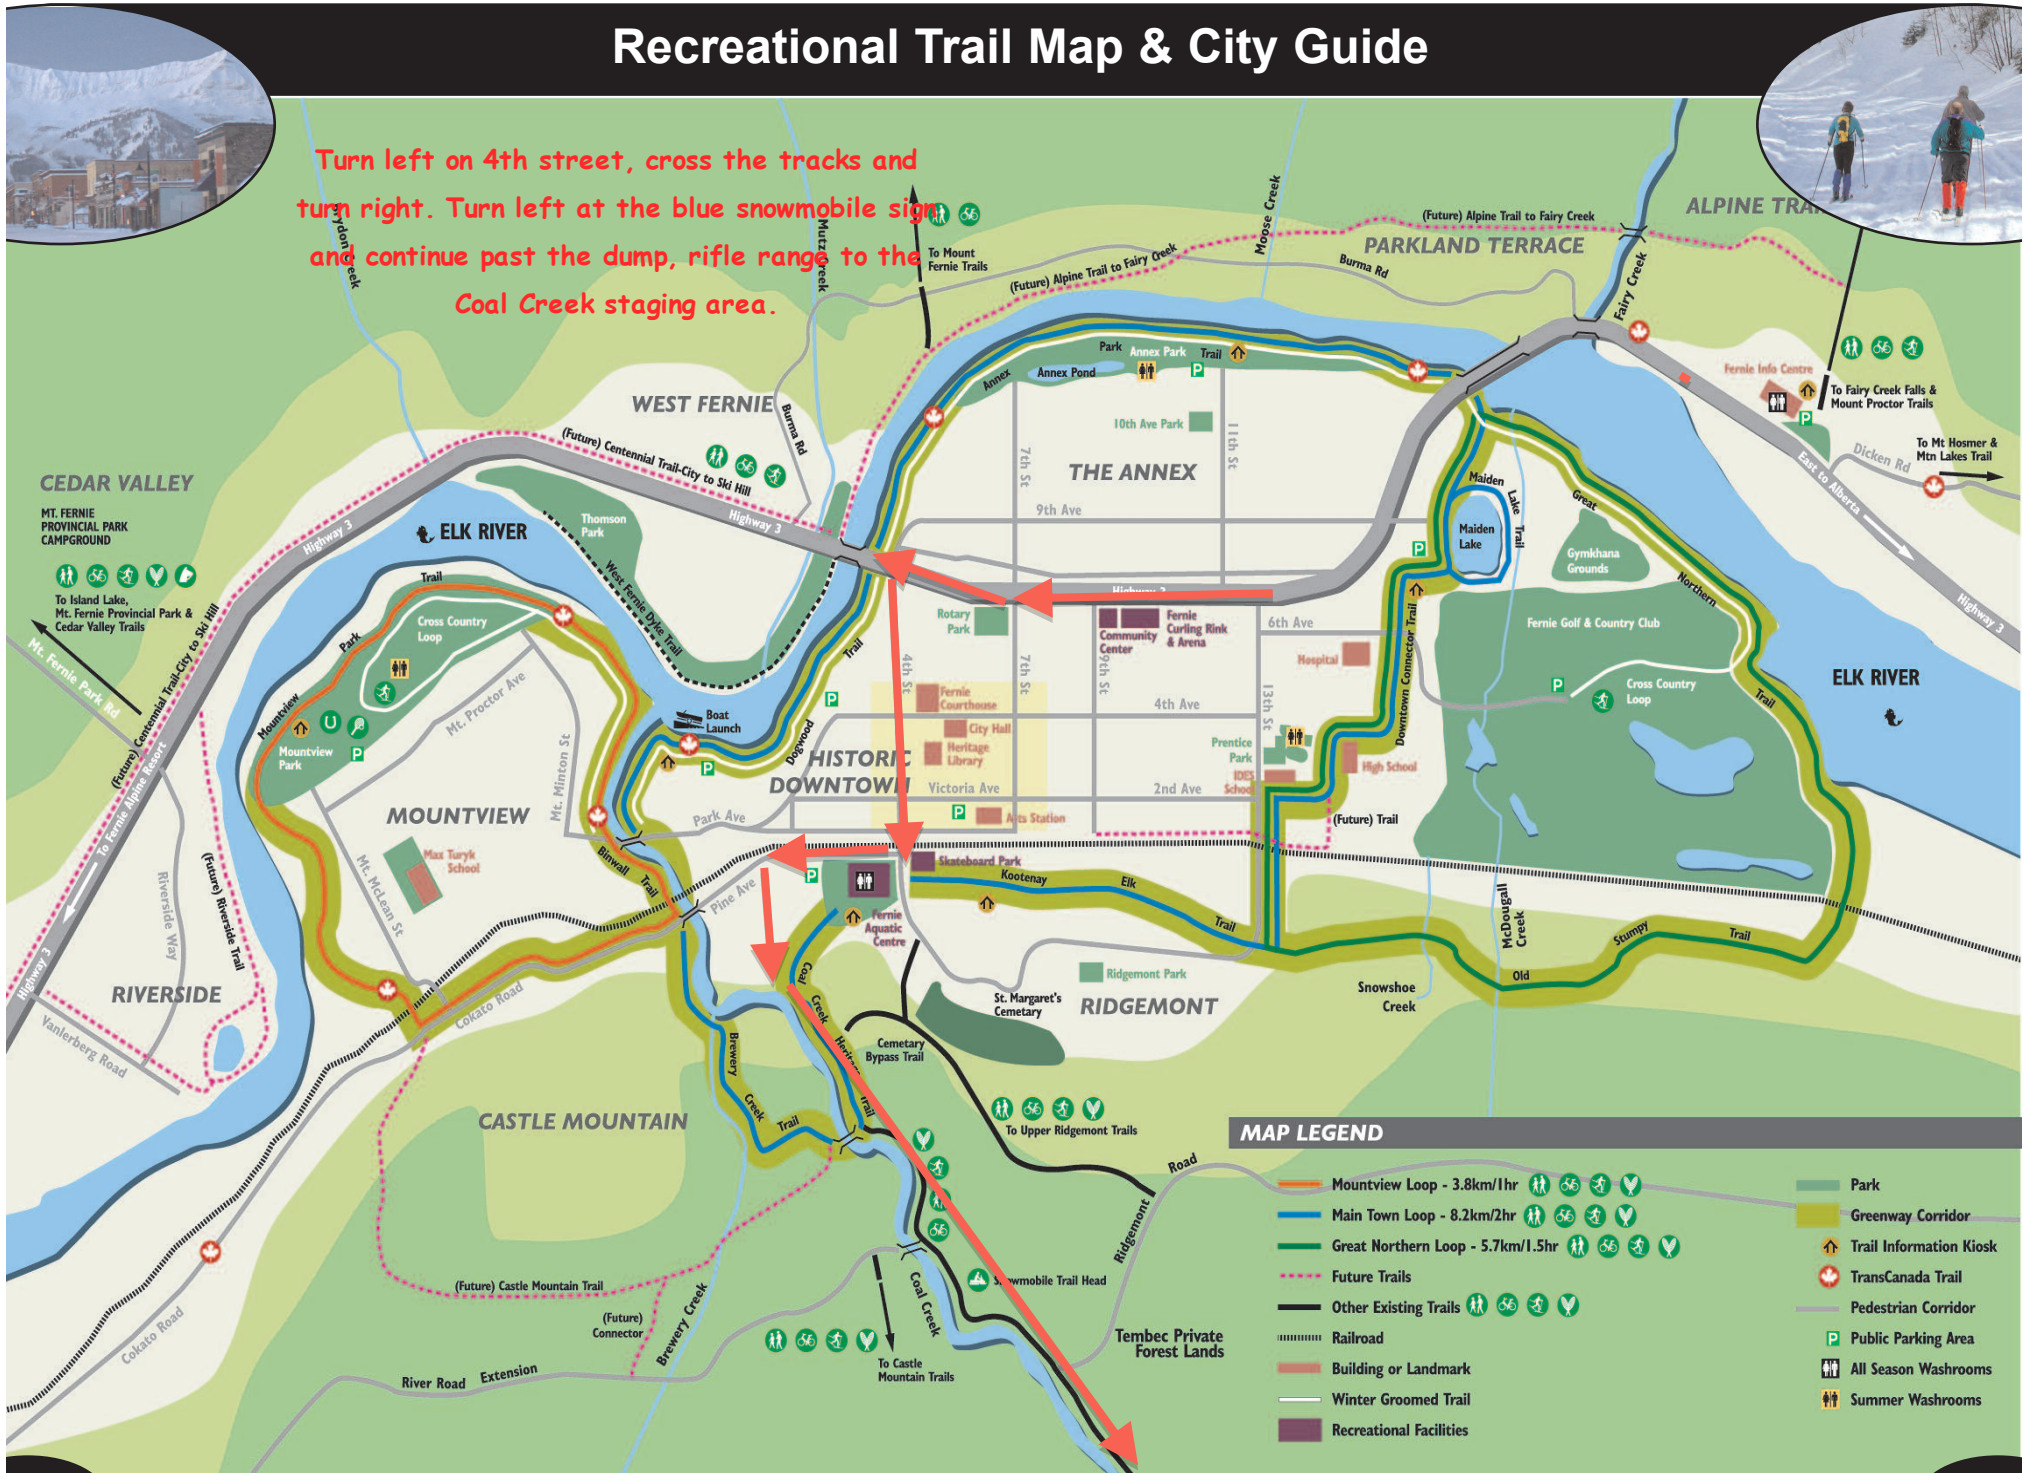 Recreational Trail Map & City Guide
Turn left on 4th street, cross the tracks and
turn right. Turn left at the blue snowmobile sign
and continue past the dump, rifle range to the
Coal Creek staging area.
Mutz Creek
To Mount
Fernie Trails
Moose Creek
(Future) Alpine Trail to Fairy Creek
PARKLAND TERRACE
(Future) Alpine Trail to Fairy Creek
Burma Rd
Fairy Creek
Fernie Info Centre
To Fairy Creek Falls &
Mount Proctor Trails
To Mt Hosmer &
Mtn Lakes Trail
Dicken Rd
East to Alberta
Highway 3
WEST FERNIE
Burma Rd
(Future) Centennial Trail-City to Ski Hill
Highway 3
Annex Park Trail
Annex Park
Annex Pond
P
10th Ave Park
7th St
11th St
THE ANNEX
9th Ave
CEDAR VALLEY
MT. FERNIE
PROVINCIAL PARK
CAMPGROUND
To Island Lake,
Mt. Fernie Provincial Park &
Cedar Valley Trails
Mt. Fernie Park Rd
Highway 3
(Future) Centennial Trail-City to Ski Hill
To Fernie Alpine Resort
Highway 3
ELK RIVER
Thomson
Park
West Fernie Dyke Trail
Maiden Lake Trail
Maiden
Lake
Great Northern Trail
Gymkhana
Grounds
Fernie Golf & Country Club
Cross Country
Loop
ELK RIVER
Mountview Park Trail
Cross Country
Loop
Mountview
Park
P
Mt. Proctor Ave
Mt. Minton St
Mt. McLean St
MOUNTVIEW
Max Turyk
School
Boat
Launch
Dogwood Trail
HISTORIC
DOWNTOWN
Rotary
Park
Community
Center
Fernie
Curling Rink
& Arena
6th Ave
Hospital
4th St
7th St
9th St
13th St
Fernie
Courthouse
City Hall
Heritage
Library
4th Ave
Victoria Ave
2nd Ave
Arts Station
Prentice
Park
IDES
School
High School
Downtown Connector Trail
(Future) Trail
Park Ave
Pine Ave
Binwall Trail
Skateboard Park
Kootenay Elk Trail
Fernie
Aquatic
Centre
Ridgemont Park
RIDGEMONT
St. Margaret's
Cemetary
Cemetary
Bypass Trail
Snowshoe
Creek
McDougall
Creek
Old Stumpy Trail
Riverside Way
(Future) Riverside Trail
RIVERSIDE
Vanlerberg Road
Cokato Road
Cokato Road
CASTLE MOUNTAIN
Brewery Creek Trail
Coal Creek
To Upper Ridgemont Trails
Ridgemont Road
(Future) Castle Mountain Trail
(Future)
Connector
Brewery Creek
Coal Creek
Trail Head
To Castle
Mountain Trails
River Road Extension
Tembec Private
Forest Lands
MAP LEGEND
Mountview Loop - 3.8km/1hr
Main Town Loop - 8.2km/2hr
Great Northern Loop - 5.7km/1.5hr
Future Trails
Other Existing Trails
Railroad
Building or Landmark
Winter Groomed Trail
Recreational Facilities
Park
Greenway Corridor
Trail Information Kiosk
TransCanada Trail
Pedestrian Corridor
P Public Parking Area
All Season Washrooms
Summer Washrooms